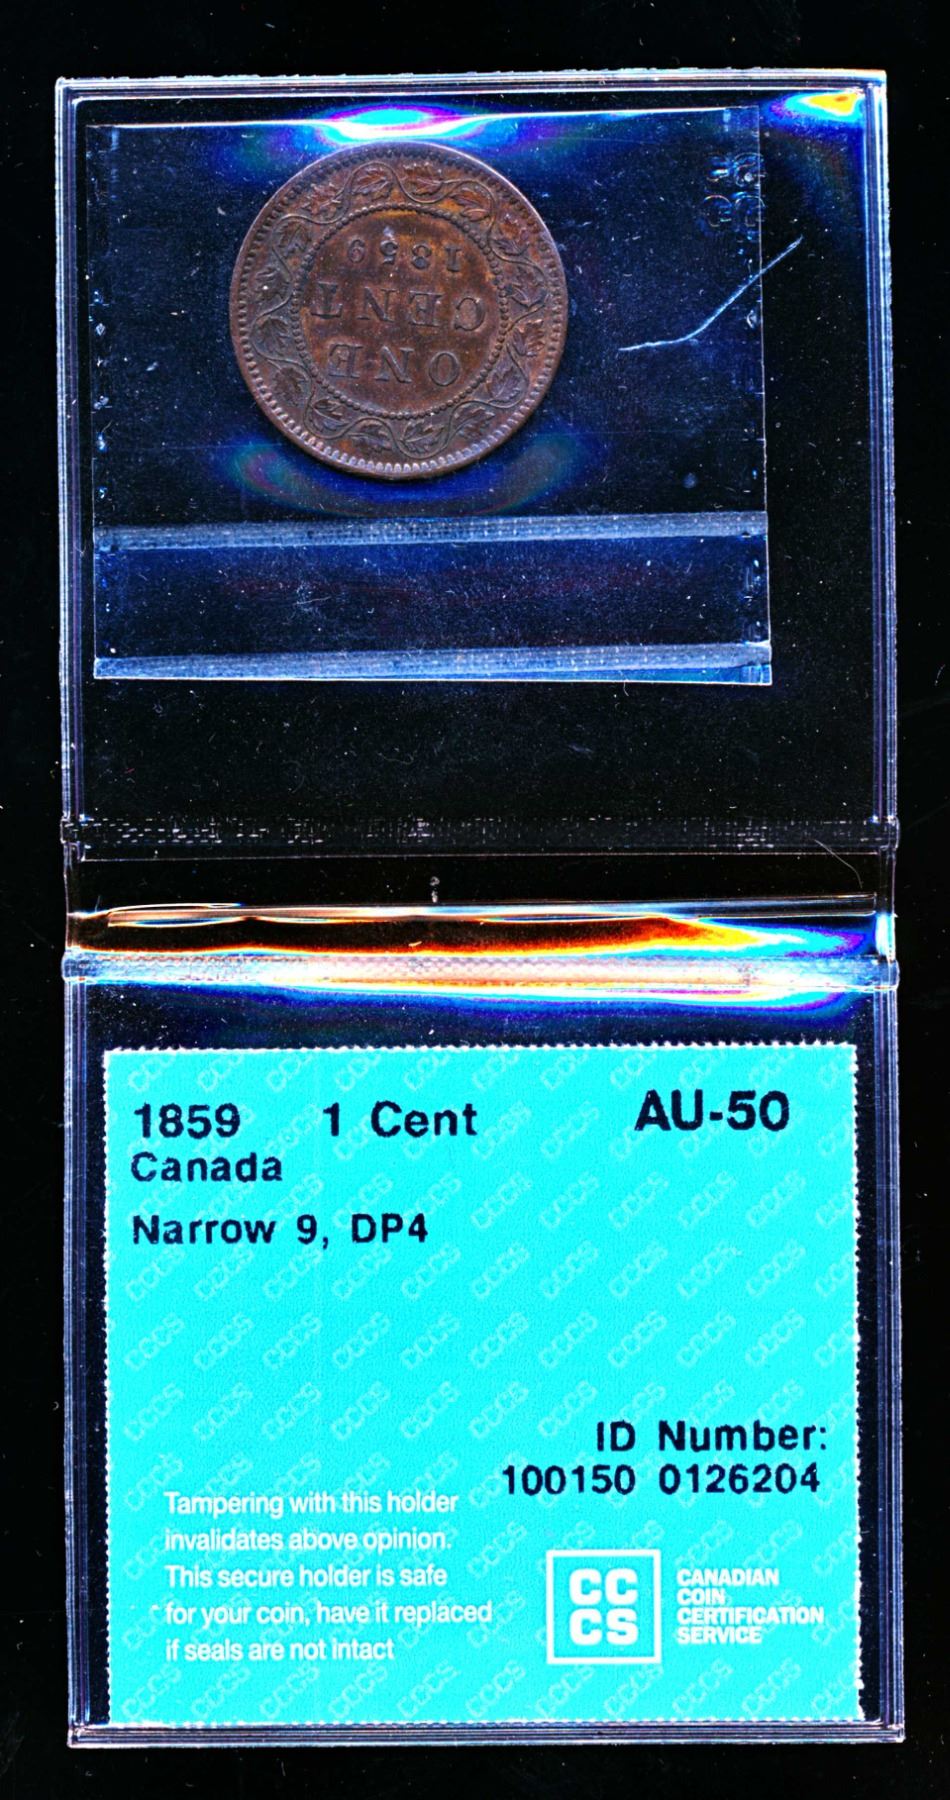 1859
CENT
ONE
1859 1 Cent AU-50
Canada
Narrow 9, DP4
ID Number:
100150 0126204
Tampering with this holder
invalidates above opinion.
This secure holder is safe
for your coin, have it replaced
if seals are not intact
CC
CS
CANADIAN
COIN
CERTIFICATION
SERVICE